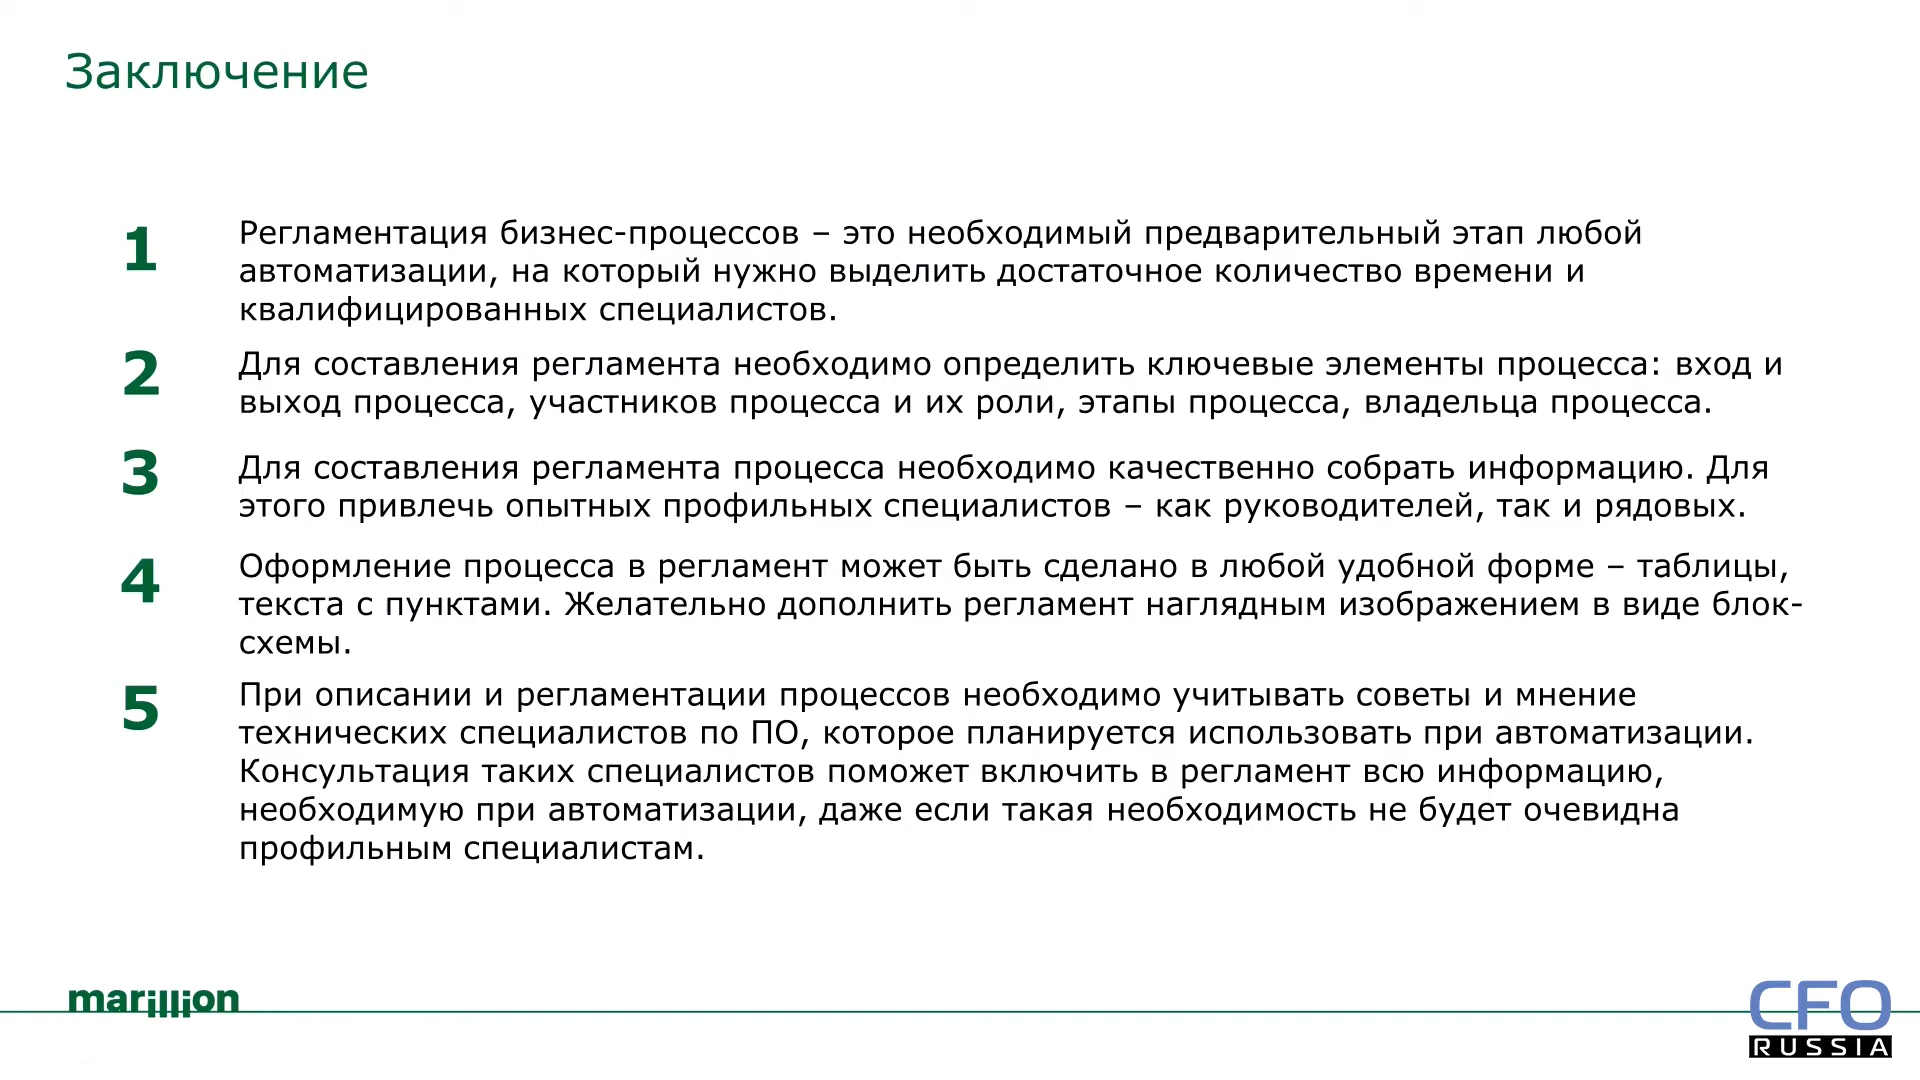 Заключение
1
Регламентация бизнес-процессов – это необходимый предварительный этап любой
автоматизации, на который нужно выделить достаточное количество времени и
квалифицированных специалистов.
2
Для составления регламента необходимо определить ключевые элементы процесса: вход и
выход процесса, участников процесса и их роли, этапы процесса, владельца процесса.
3
Для составления регламента процесса необходимо качественно собрать информацию. Для
этого привлечь опытных профильных специалистов – как руководителей, так и рядовых.
4
Оформление процесса в регламент может быть сделано в любой удобной форме – таблицы,
текста с пунктами. Желательно дополнить регламент наглядным изображением в виде блок-
схемы.
5
При описании и регламентации процессов необходимо учитывать советы и мнение
технических специалистов по ПО, которое планируется использовать при автоматизации.
Консультация таких специалистов поможет включить в регламент всю информацию,
необходимую при автоматизации, даже если такая необходимость не будет очевидна
профильным специалистам.
marillion
CFO
RUSSIA